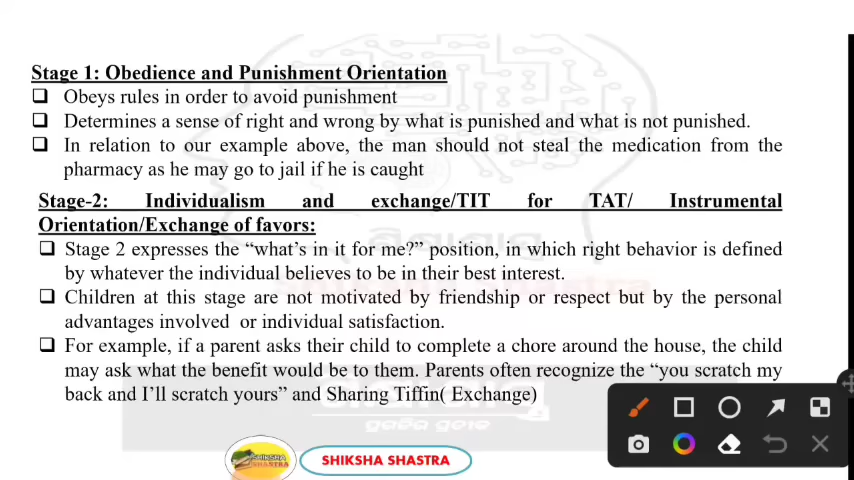 Stage 1: Obedience and Punishment Orientation
❑ Obeys rules in order to avoid punishment
❑ Determines a sense of right and wrong by what is punished and what is not punished.
❑ In relation to our example above, the man should not steal the medication from the
pharmacy as he may go to jail if he is caught
Stage-2: Individualism and exchange/TIT for TAT/ Instrumental
Orientation/Exchange of favors:
❑ Stage 2 expresses the “what’s in it for me?” position, in which right behavior is defined
by whatever the individual believes to be in their best interest.
❑ Children at this stage are not motivated by friendship or respect but by the personal
advantages involved or individual satisfaction.
❑ For example, if a parent asks their child to complete a chore around the house, the child
may ask what the benefit would be to them. Parents often recognize the “you scratch my
back and I’ll scratch yours” and Sharing Tiffin( Exchange)
SHIKSHA
SHASTRA
SHIKSHA SHASTRA